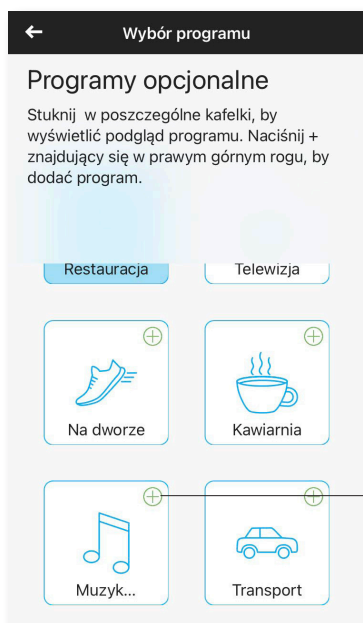 Wybór programu
Programy opcjonalne
Stuknij w poszczególne kafelki, by
wyświetlić podgląd programu. Naciśnij +
znajdujący się w prawym górnym rogu, by
dodać program.
Restauracja
Telewizja
Na dworze
Kawiarnia
Muzyk...
Transport